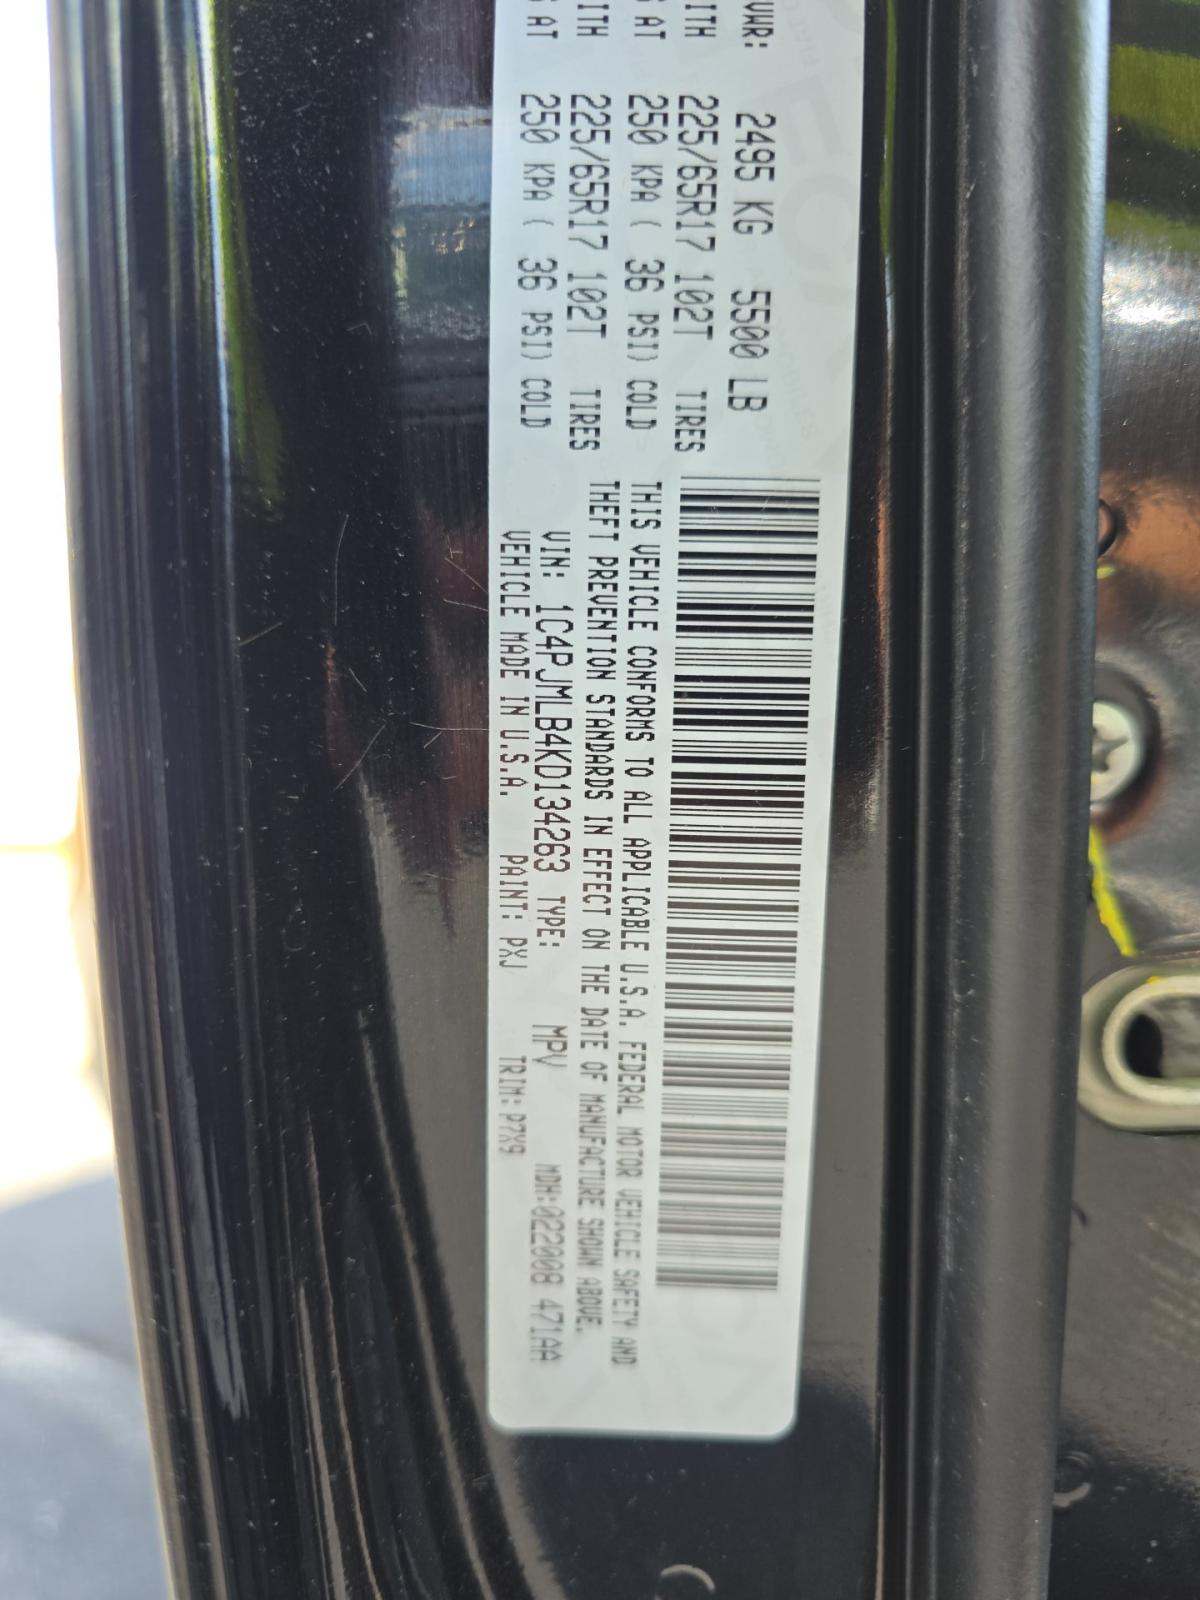 VWR: 2495 KG 5500 LB
ITH 225/65R17 102T TIRES
S AT 250 KPA ( 36 PSI) COLD
ITH 225/65R17 102T TIRES
S AT 250 KPA ( 36 PSI) COLD
THIS VEHICLE CONFORMS TO ALL APPLICABLE U.S.A. FEDERAL MOTOR VEHICLE SAFETY AND
THEFT PREVENTION STANDARDS IN EFFECT ON THE DATE OF MANUFACTURE SHOWN ABOVE.
VIN: 1C4PJMLB4KD134263 TYPE: MPV MDH:022008 471AA
VEHICLE MADE IN U.S.A. PAINT: PXJ TRIM: P7X9